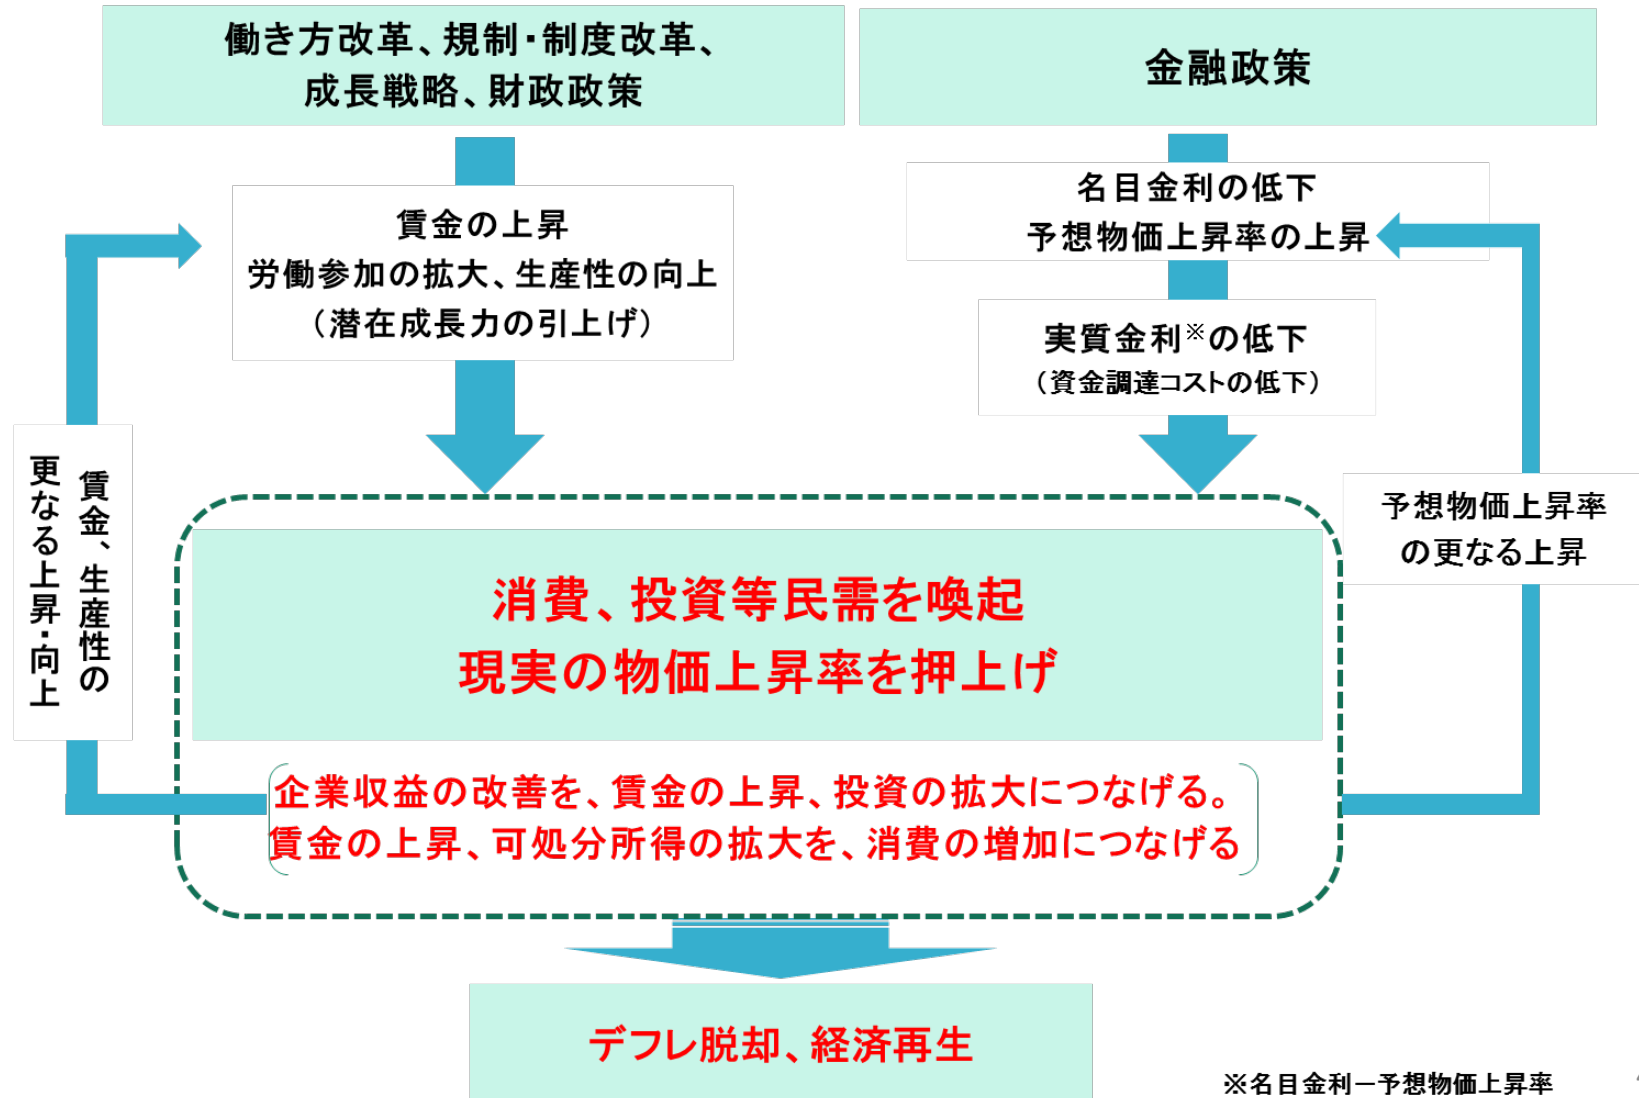 働き方改革、規制・制度改革、
成長戦略、財政政策
金融政策
賃金の上昇
労働参加の拡大、生産性の向上
（潜在成長力の引上げ）
名目金利の低下
予想物価上昇率の上昇
実質金利※の低下
（資金調達コストの低下）
賃金、生産性の
更なる上昇・向上
予想物価上昇率
の更なる上昇
消費、投資等民需を喚起
現実の物価上昇率を押上げ
企業収益の改善を、賃金の上昇、投資の拡大につなげる。
賃金の上昇、可処分所得の拡大を、消費の増加につなげる
デフレ脱却、経済再生
※名目金利－予想物価上昇率